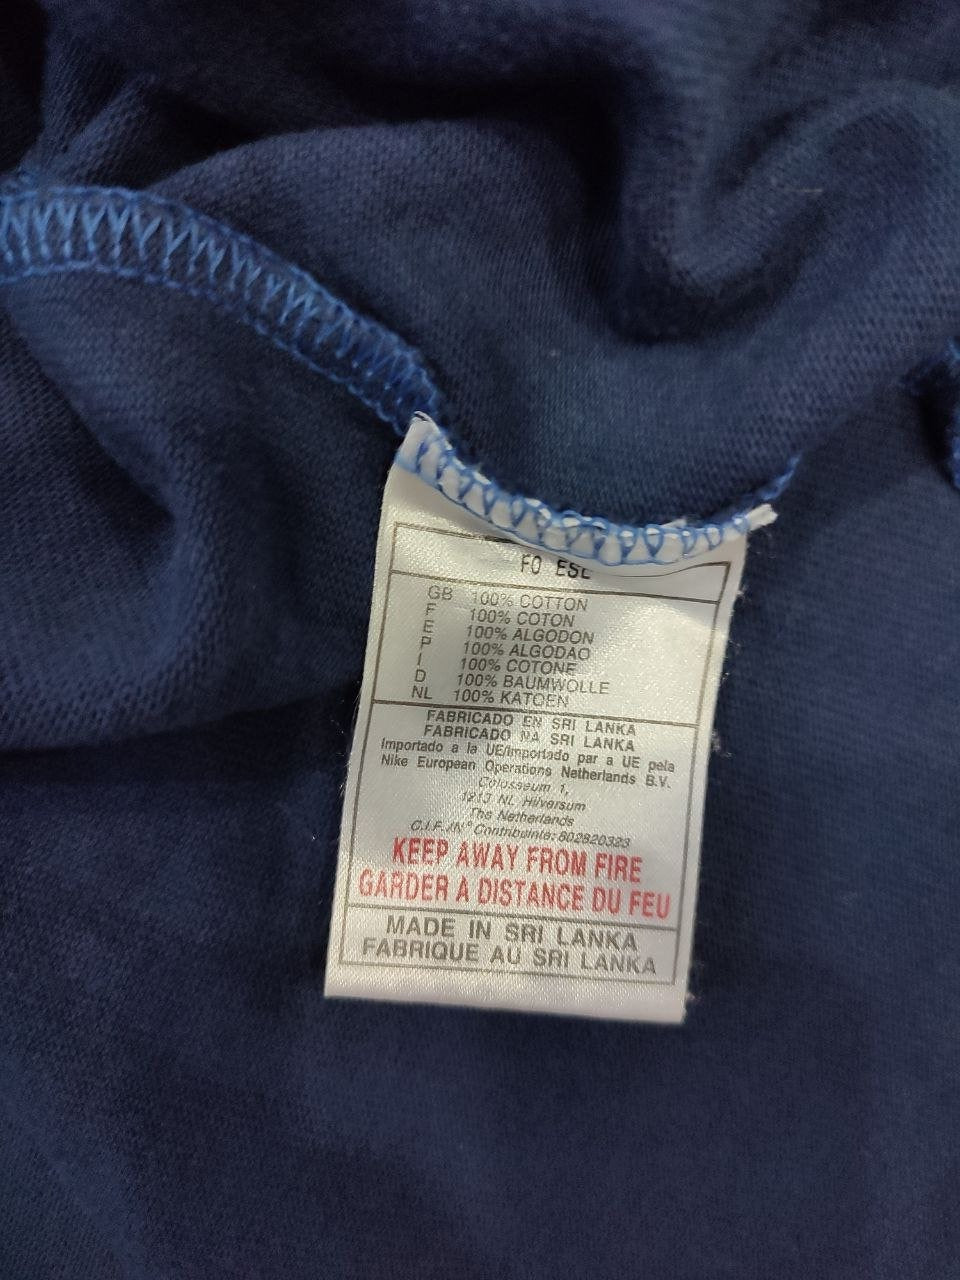 FO ESL
GB 100% COTTON
F 100% COTON
E 100% ALGODON
P 100% ALGODAO
I 100% COTONE
D 100% BAUMWOLLE
NL 100% KATOEN
FABRICADO EN SRI LANKA
FABRICADO NA SRI LANKA
Importado a la UE/Importado par a UE pela
Nike European Operations Netherlands B.V.
Colosseum 1,
1213 NL Hilversum
The Netherlands
C.I.F./N° Contribuinte: 802820323
KEEP AWAY FROM FIRE
GARDER A DISTANCE DU FEU
MADE IN SRI LANKA
FABRIQUE AU SRI LANKA